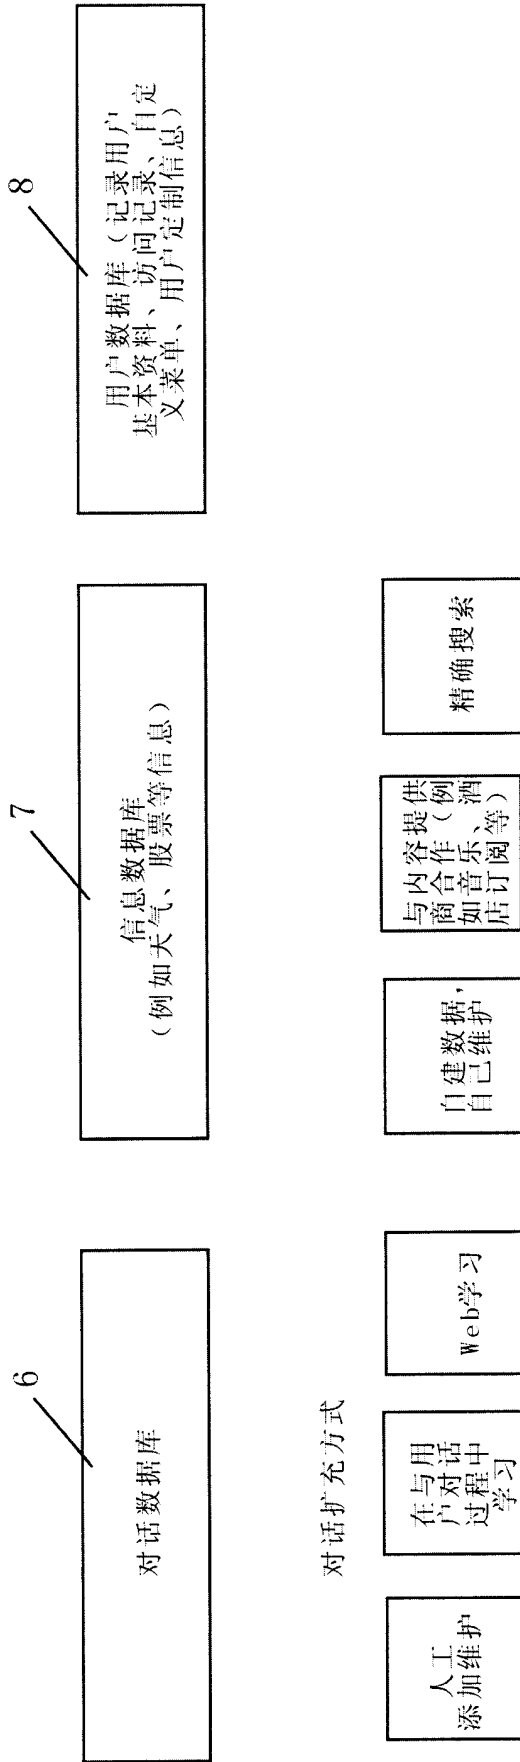 6
对话数据库
7
信息数据库
（例如天气、股票等信息）
8
用户数据库（记录用户
基本资料、访问记录、自定
义菜单、用户定制信息）
对话扩充方式
人工
添加维护
在与用
户对话
过程中
学习
Web学习
自建数据，
自己维护
与内容提供
商合作（例
如音乐、酒
店订阅等）
精确搜索